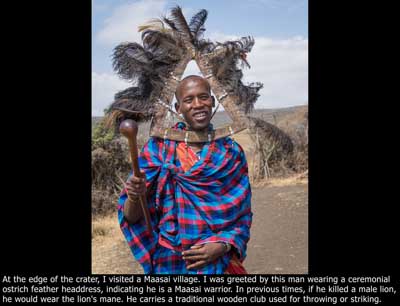 At the edge of the crater, I visited a Maasai village. I was greeted by this man wearing a ceremonial
ostrich feather headdress, indicating he is a Maasai warrior. In previous times, if he killed a male lion,
he would wear the lion's mane. He carries a traditional wooden club used for throwing or striking.